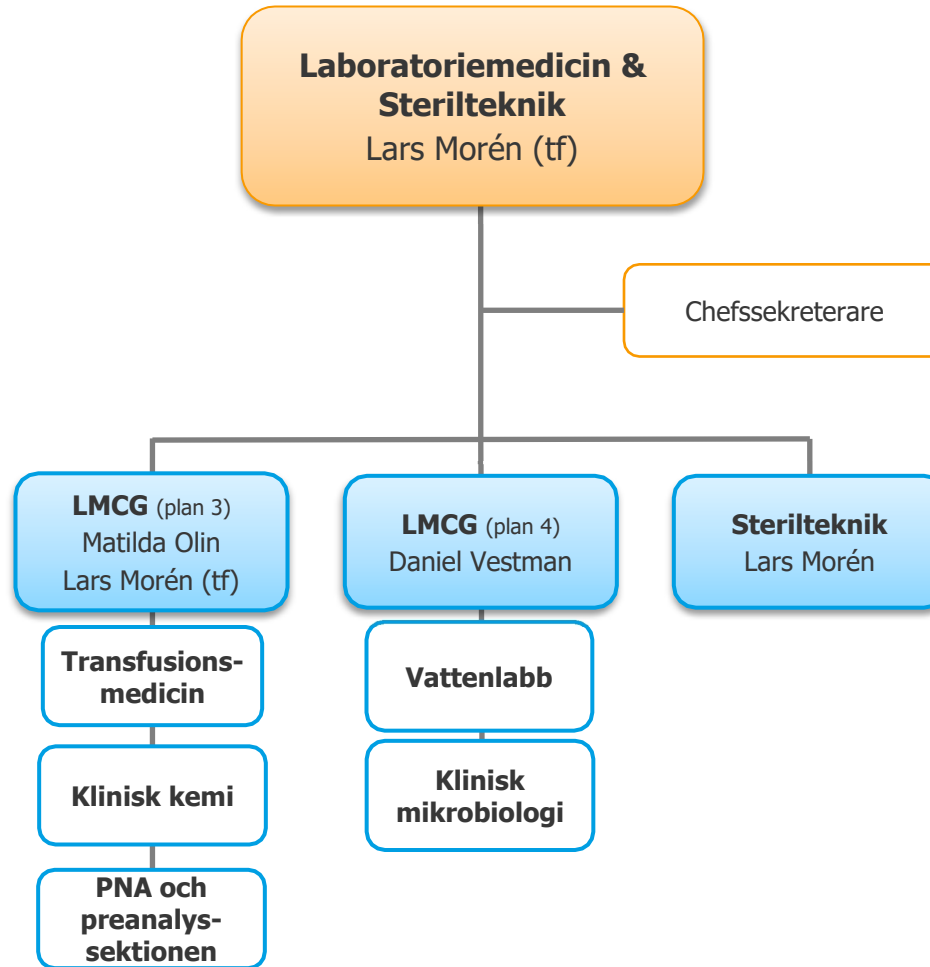 Laboratoriemedicin &
Sterilteknik
Lars Morén (tf)
Chefssekreterare
LMCG (plan 3)
Matilda Olin
Lars Morén (tf)
LMCG (plan 4)
Daniel Vestman
Sterilteknik
Lars Morén
Transfusions-
medicin
Klinisk kemi
PNA och
preanalys-
sektionen
Vattenlabb
Klinisk
mikrobiologi